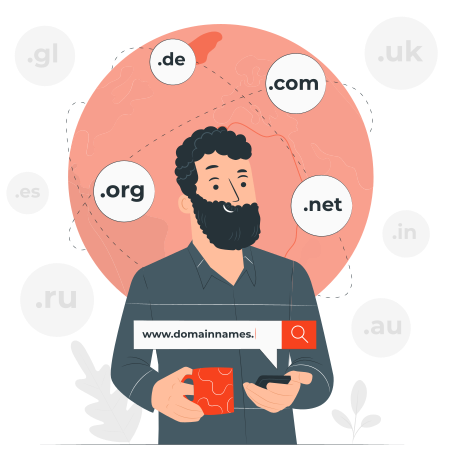 .gl
.uk
.de
.com
.es
.org
.net
.in
.ru
.au
www.domainnames.